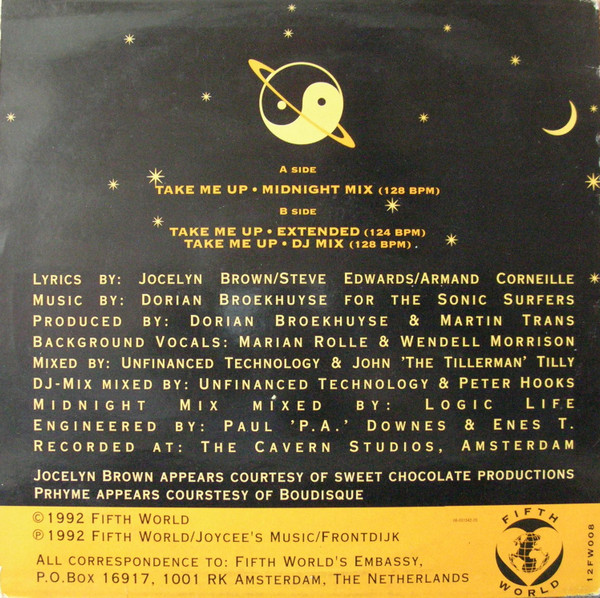 A SIDE
TAKE ME UP • MIDNIGHT MIX (128 BPM)
B SIDE
TAKE ME UP • EXTENDED (124 BPM)
TAKE ME UP • DJ MIX (128 BPM).
LYRICS BY: JOCELYN BROWN/STEVE EDWARDS/ARMAND CORNEILLE
MUSIC BY: DORIAN BROEKHUYSE FOR THE SONIC SURFERS
PRODUCED BY: DORIAN BROEKHUYSE & MARTIN TRANS
BACKGROUND VOCALS: MARIAN ROLLE & WENDELL MORRISON
MIXED BY: UNFINANCED TECHNOLOGY & JOHN 'THE TILLERMAN' TILLY
DJ-MIX MIXED BY: UNFINANCED TECHNOLOGY & PETER HOOKS
MIDNIGHT MIX MIXED BY: LOGIC LIFE
ENGINEERED BY: PAUL 'P.A.' DOWNES & ENES T.
RECORDED AT: THE CAVERN STUDIOS, AMSTERDAM
JOCELYN BROWN APPEARS COURTESY OF SWEET CHOCOLATE PRODUCTIONS
PRHYME APPEARS COURSTESY OF BOUDISQUE
©1992 FIFTH WORLD
℗1992 FIFTH WORLD/JOYCEE'S MUSIC/FRONTDIJK
ALL CORRESPONDENCE TO: FIFTH WORLD'S EMBASSY,
P.O.BOX 16917, 1001 RK AMSTERDAM, THE NETHERLANDS
FIFTH
WORLD
12FW008